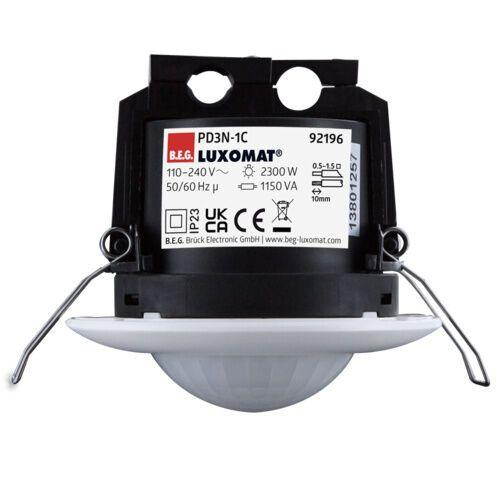 PD3N-1C 92196
B.E.G. LUXOMAT®
110–240 V~ 2300 W 0.5–1.5
50/60 Hz µ 1150 VA
10mm
IP23 UK CA CE
B.E.G. Brück Electronic GmbH | www.beg-luxomat.com
13801257